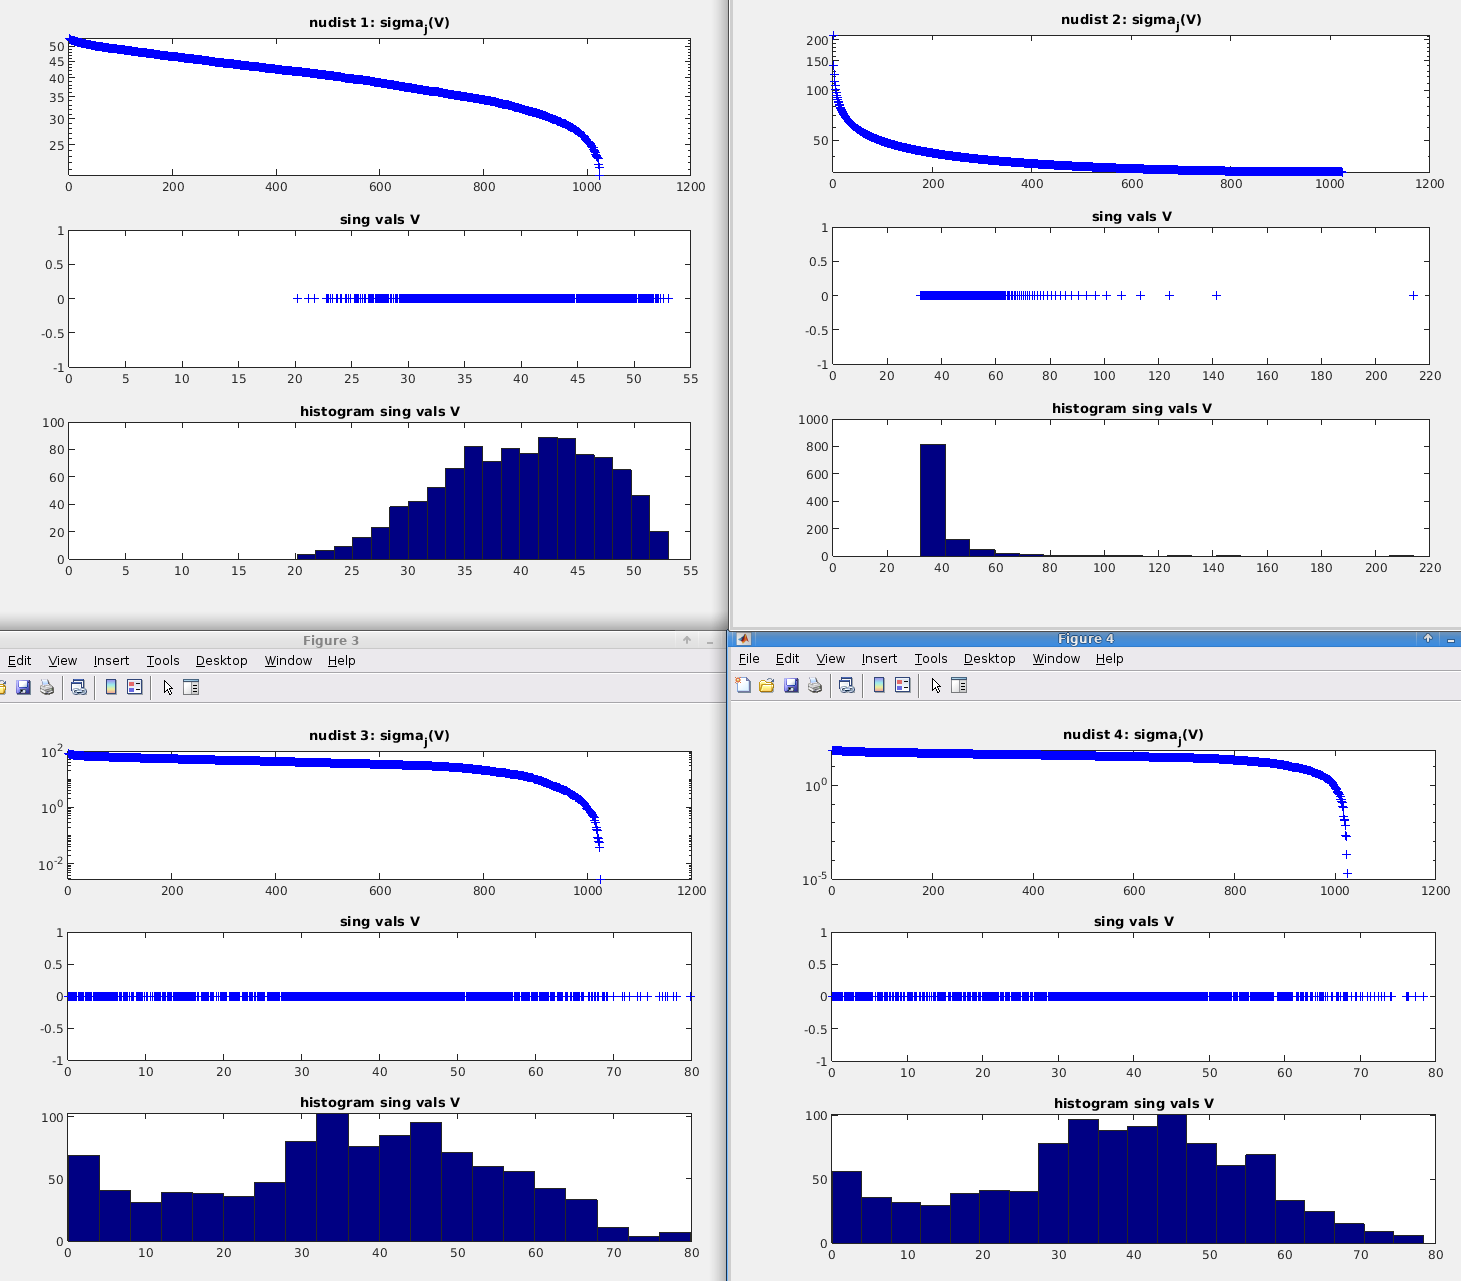 nudist 1: sigmaj(V)
50
45
40
35
30
25
0 200 400 600 800 1000 1200
sing vals V
1
0.5
0
-0.5
-1
0 5 10 15 20 25 30 35 40 45 50 55
histogram sing vals V
100
80
60
40
20
0
0 5 10 15 20 25 30 35 40 45 50 55
nudist 2: sigmaj(V)
200
150
100
50
0 200 400 600 800 1000 1200
sing vals V
1
0.5
0
-0.5
-1
0 20 40 60 80 100 120 140 160 180 200 220
histogram sing vals V
1000
800
600
400
200
0
0 20 40 60 80 100 120 140 160 180 200 220
Figure 3
Edit View Insert Tools Desktop Window Help
nudist 3: sigmaj(V)
10^2
10^0
10^-2
0 200 400 600 800 1000 1200
sing vals V
1
0.5
0
-0.5
-1
0 10 20 30 40 50 60 70 80
histogram sing vals V
100
50
0
0 10 20 30 40 50 60 70 80
Figure 4
File Edit View Insert Tools Desktop Window Help
nudist 4: sigmaj(V)
10^0
10^-5
0 200 400 600 800 1000 1200
sing vals V
1
0.5
0
-0.5
-1
0 10 20 30 40 50 60 70 80
histogram sing vals V
100
50
0
0 10 20 30 40 50 60 70 80